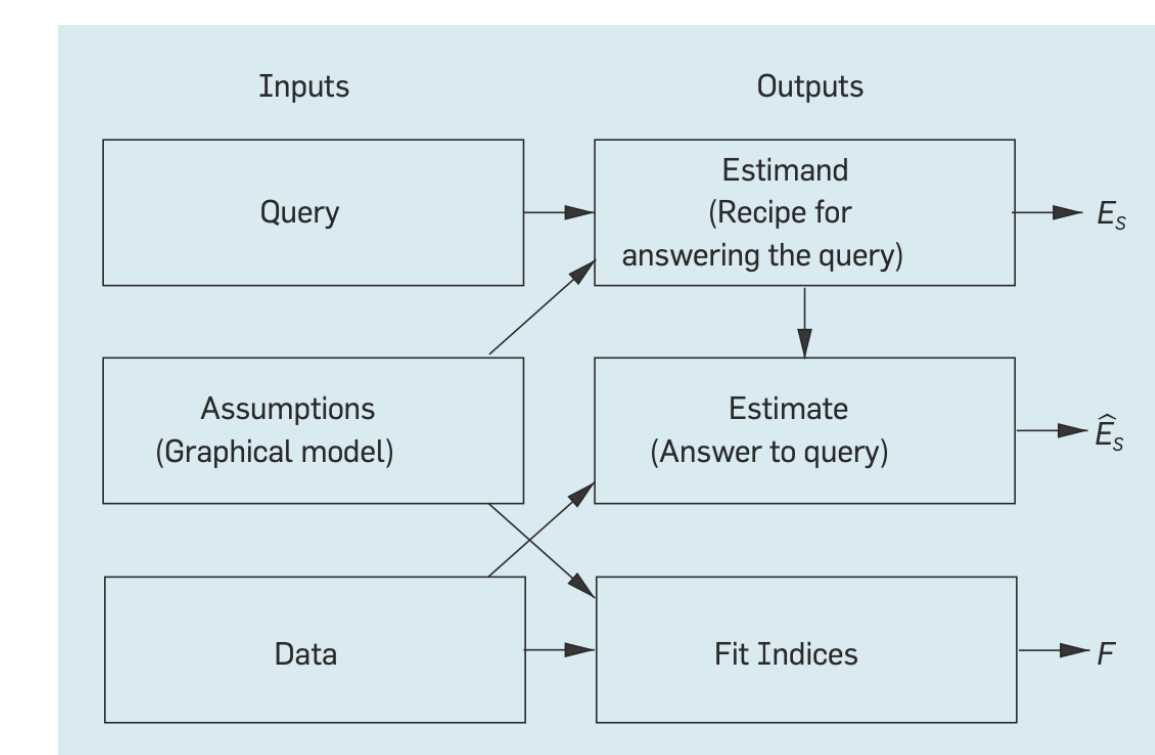 Inputs
Outputs
Query
Estimand
(Recipe for
answering the query)
E_S
Assumptions
(Graphical model)
Estimate
(Answer to query)
Ê_S
Data
Fit Indices
F